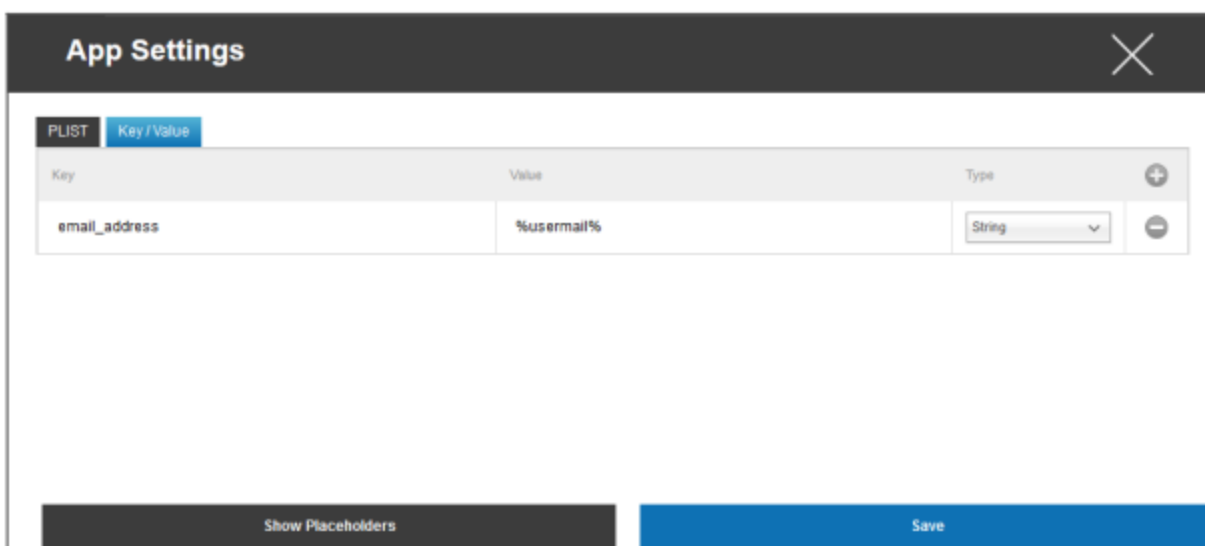 App Settings
PLIST Key / Value
Key Value Type
email_address %usermail% String
Show Placeholders Save